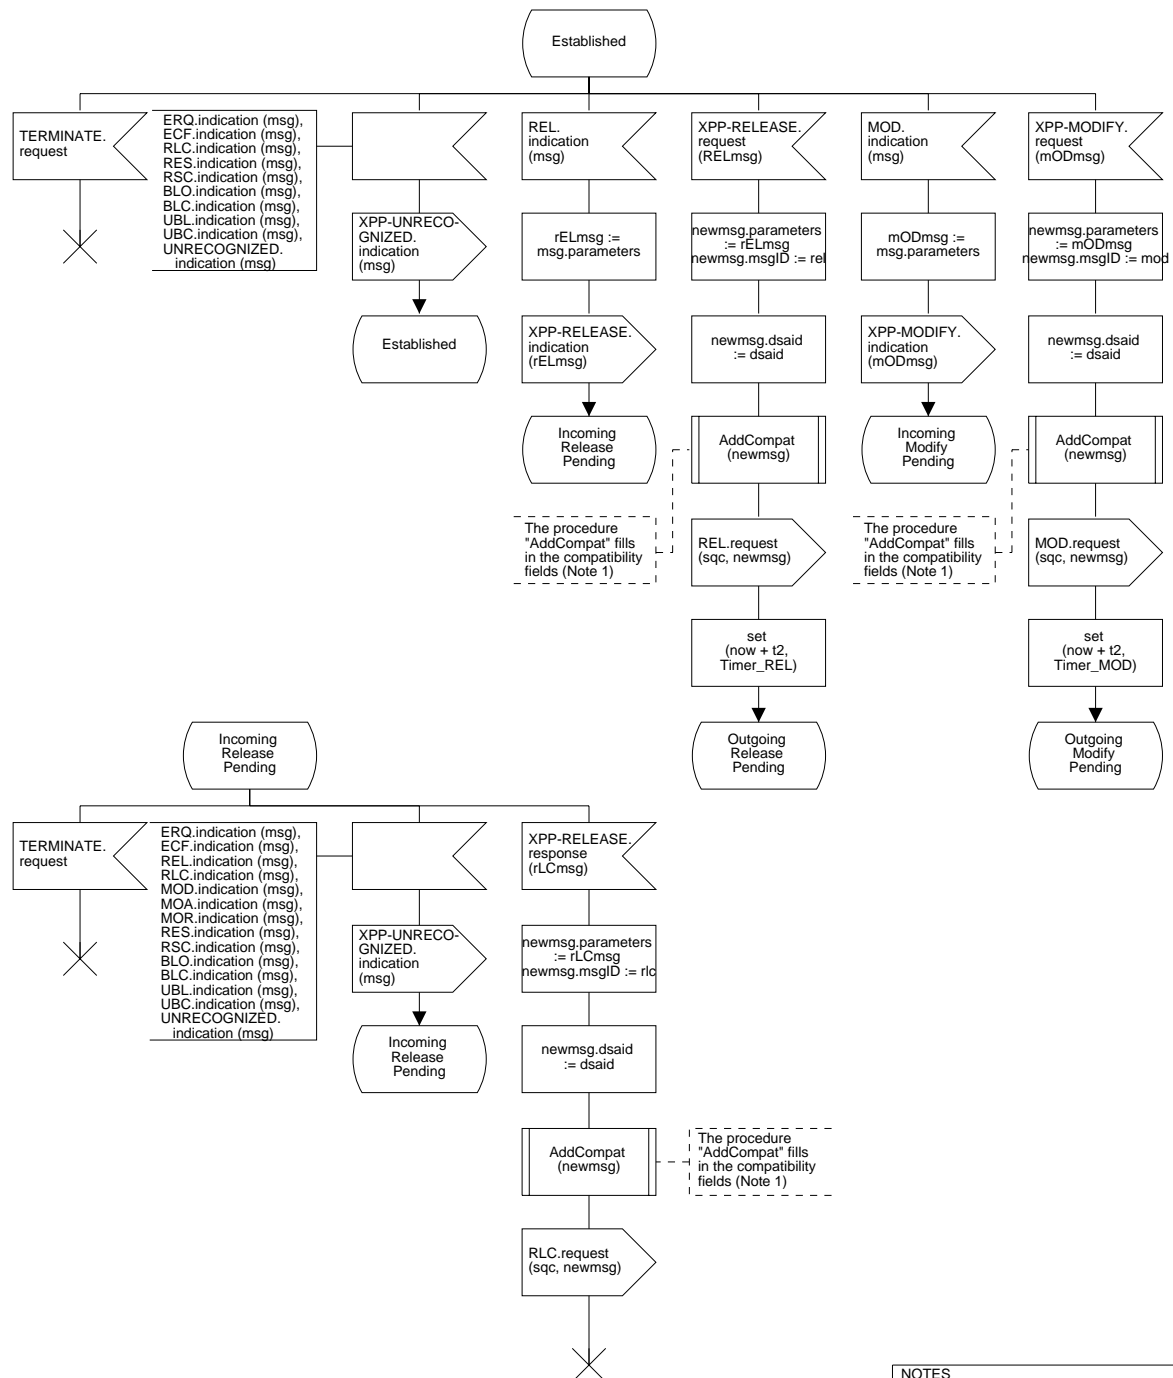 Established
TERMINATE.
request
ERQ.indication (msg),
ECF.indication (msg),
RLC.indication (msg),
RES.indication (msg),
RSC.indication (msg),
BLO.indication (msg),
BLC.indication (msg),
UBL.indication (msg),
UBC.indication (msg),
UNRECOGNIZED.
indication (msg)
XPP-UNRECO-
GNIZED.
indication
(msg)
Established
REL.
indication
(msg)
rELmsg :=
msg.parameters
XPP-RELEASE.
indication
(rELmsg)
Incoming
Release
Pending
XPP-RELEASE.
request
(RELmsg)
newmsg.parameters
:= rELmsg
newmsg.msgID := rel
newmsg.dsaid
:= dsaid
AddCompat
(newmsg)
The procedure
"AddCompat" fills
in the compatibility
fields (Note 1)
REL.request
(sqc, newmsg)
set
(now + t2,
Timer_REL)
Outgoing
Release
Pending
MOD.
indication
(msg)
mODmsg :=
msg.parameters
XPP-MODIFY.
indication
(mODmsg)
Incoming
Modify
Pending
XPP-MODIFY.
request
(mODmsg)
newmsg.parameters
:= mODmsg
newmsg.msgID := mod
newmsg.dsaid
:= dsaid
AddCompat
(newmsg)
The procedure
"AddCompat" fills
in the compatibility
fields (Note 1)
MOD.request
(sqc, newmsg)
set
(now + t2,
Timer_MOD)
Outgoing
Modify
Pending
Incoming
Release
Pending
TERMINATE.
request
ERQ.indication (msg),
ECF.indication (msg),
REL.indication (msg),
RLC.indication (msg),
MOD.indication (msg),
MOA.indication (msg),
MOR.indication (msg),
RES.indication (msg),
RSC.indication (msg),
BLO.indication (msg),
BLC.indication (msg),
UBL.indication (msg),
UBC.indication (msg),
UNRECOGNIZED.
indication (msg)
XPP-UNRECO-
GNIZED.
indication
(msg)
Incoming
Release
Pending
XPP-RELEASE.
response
(rLCmsg)
newmsg.parameters
:= rLCmsg
newmsg.msgID := rlc
newmsg.dsaid
:= dsaid
AddCompat
(newmsg)
The procedure
"AddCompat" fills
in the compatibility
fields (Note 1)
RLC.request
(sqc, newmsg)
NOTES